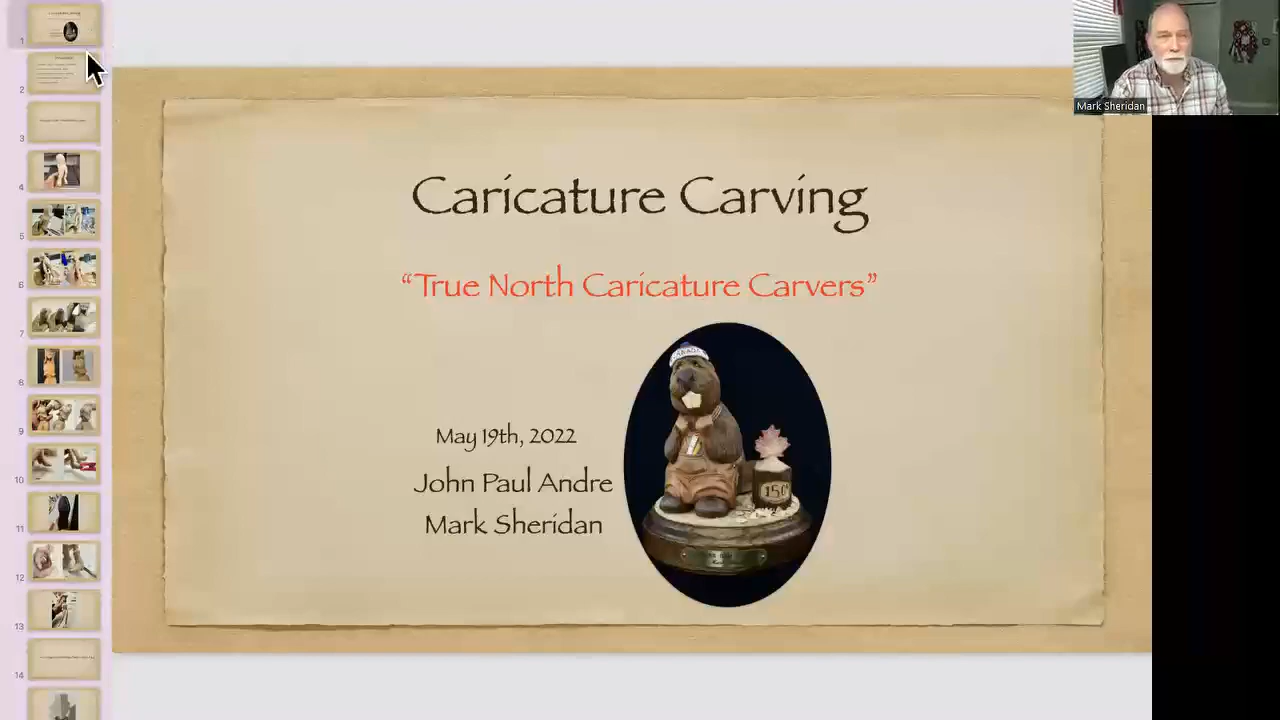 Mark Sheridan
Caricature Carving
“True North Caricature Carvers”
May 19th, 2022
John Paul Andre
Mark Sheridan
CANADA
150
1
2
3
4
5
6
7
8
9
10
11
12
13
14